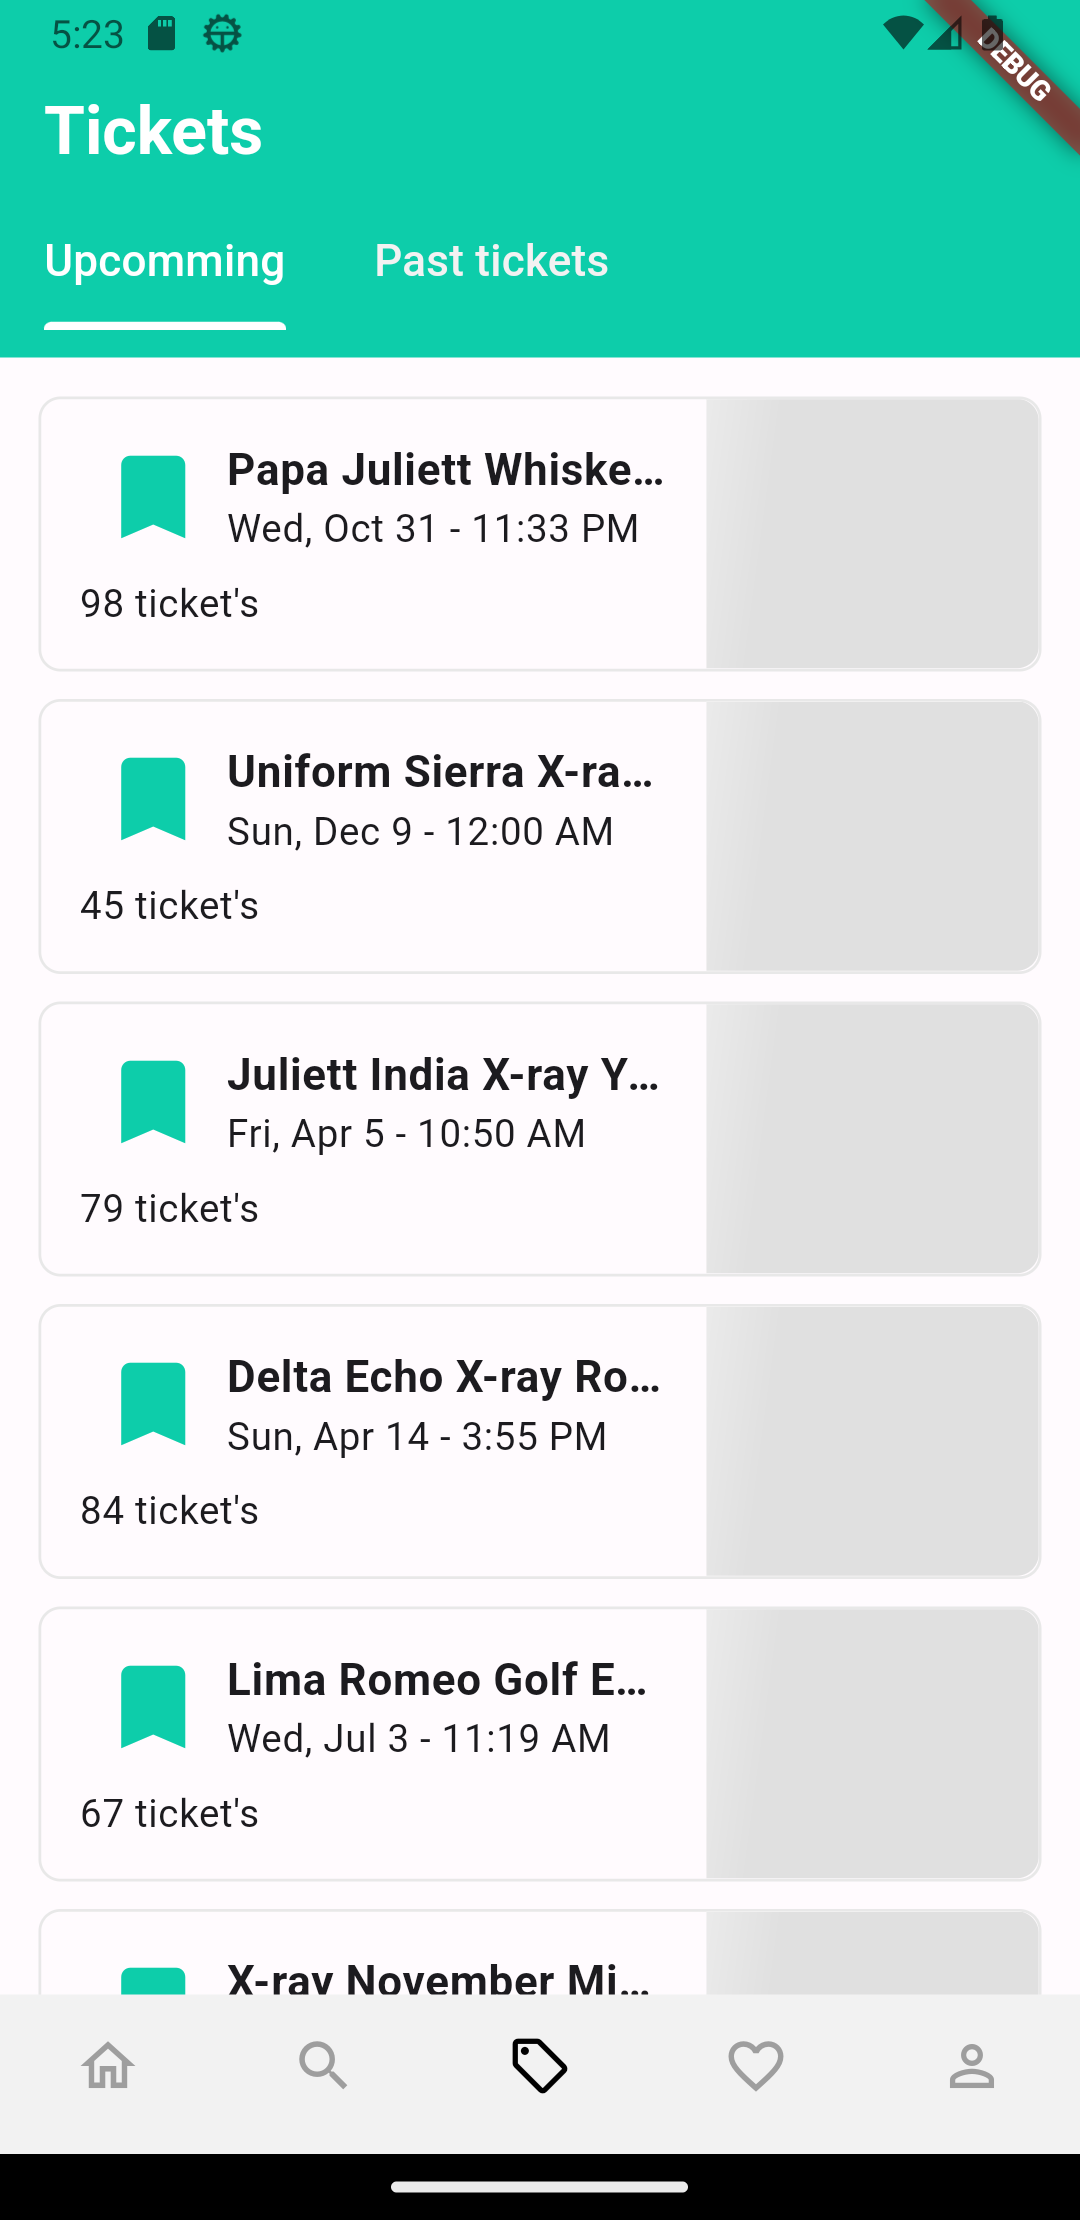 5:23
DEBUG
Tickets
Upcomming
Past tickets
Papa Juliett Whiske…
Wed, Oct 31 - 11:33 PM
98 ticket's
Uniform Sierra X-ra…
Sun, Dec 9 - 12:00 AM
45 ticket's
Juliett India X-ray Y…
Fri, Apr 5 - 10:50 AM
79 ticket's
Delta Echo X-ray Ro…
Sun, Apr 14 - 3:55 PM
84 ticket's
Lima Romeo Golf E…
Wed, Jul 3 - 11:19 AM
67 ticket's
X-ray November Mi…